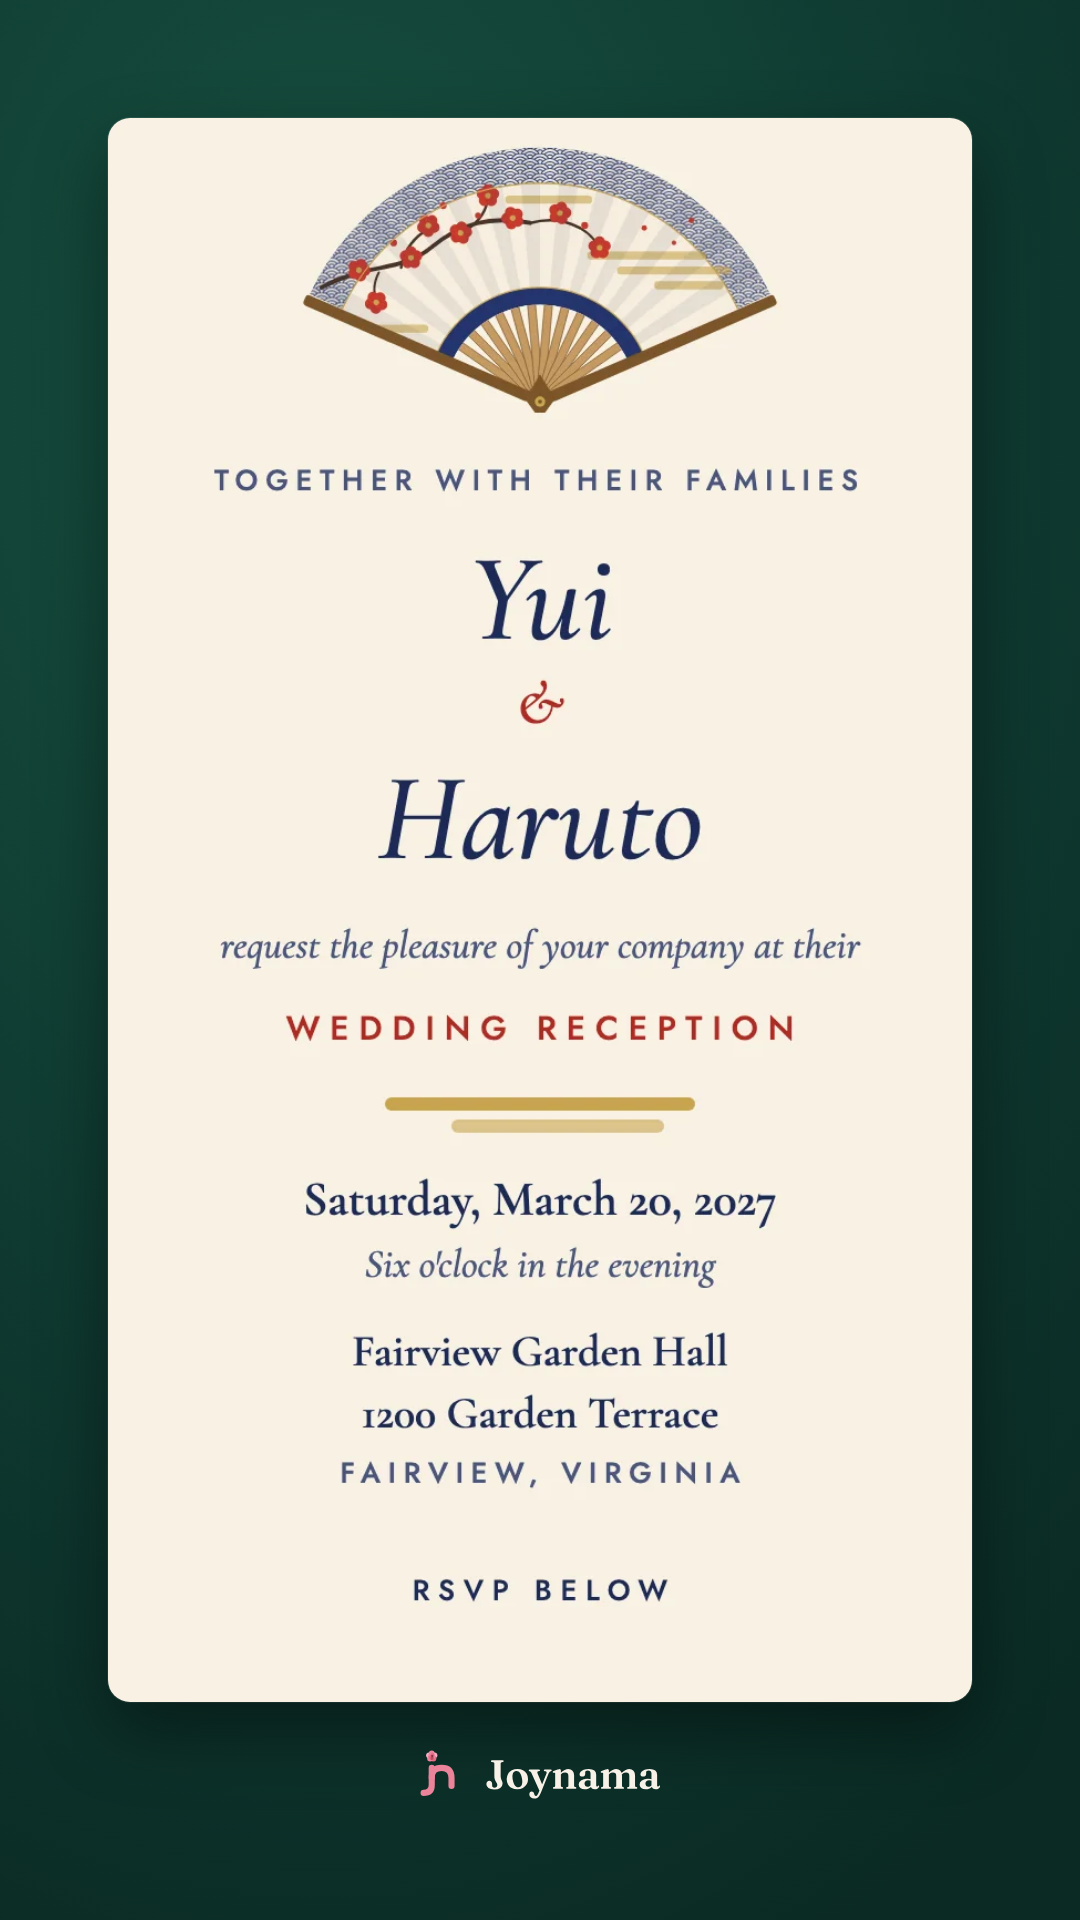 TOGETHER WITH THEIR FAMILIES
Yui
&
Haruto
request the pleasure of your company at their
WEDDING RECEPTION
Saturday, March 20, 2027
Six o'clock in the evening
Fairview Garden Hall
1200 Garden Terrace
FAIRVIEW, VIRGINIA
RSVP BELOW
jn Joynama